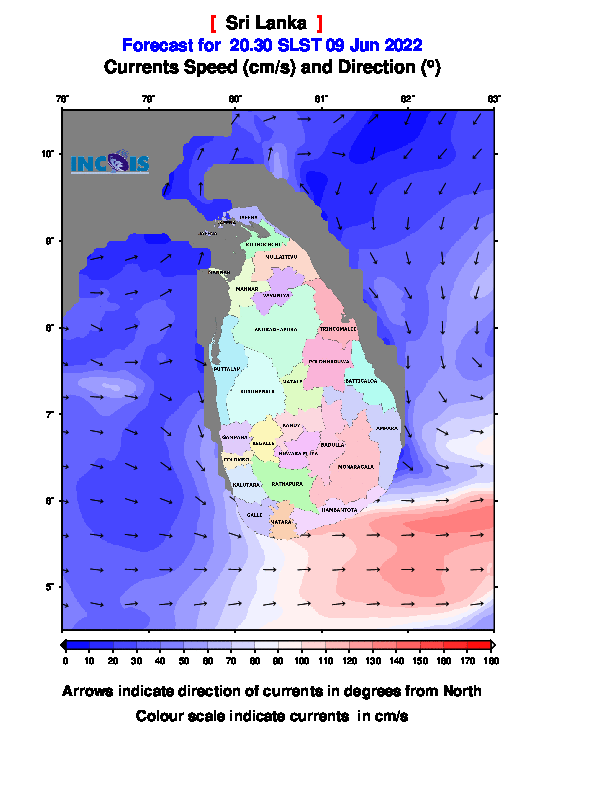 [ Sri Lanka ]
Forecast for 20.30 SLST 09 Jun 2022
Currents Speed (cm/s) and Direction (º)
78˚ 79˚ 80˚ 81˚ 82˚ 83˚
10˚
INCOIS
JAFFNA
KILINOCHCHI
9˚
MULLAITIVU
MANNAR
VAVUNIYA
8˚
ANURADHAPURA
TRINCOMALEE
POLONNARUWA
PUTTALAM
BATTICALOA
MATALE
KURUNEGALA
7˚
KANDY
AMPARA
GAMPAHA
KEGALLE
BADULLA
NUWARA ELIYA
COLOMBO
MONARAGALA
KALUTARA
RATNAPURA
6˚
HAMBANTOTA
GALLE
MATARA
5˚
0 10 20 30 40 50 60 70 80 90 100 110 120 130 140 150 160 170 180
Arrows indicate direction of currents in degrees from North
Colour scale indicate currents in cm/s